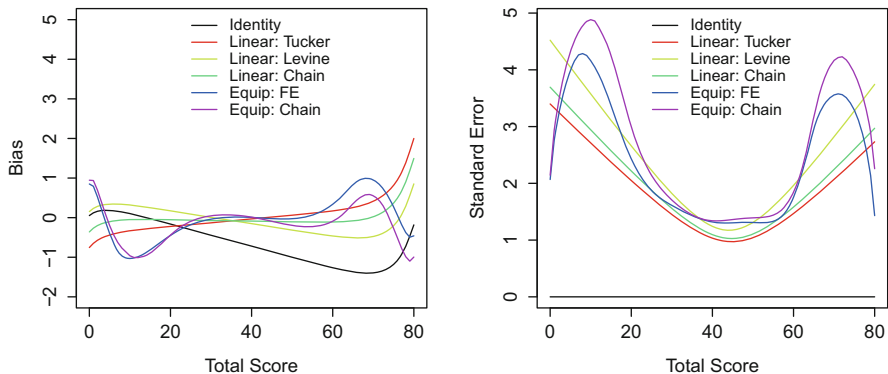 Identity
Linear: Tucker
Linear: Levine
Linear: Chain
Equip: FE
Equip: Chain
Bias
5
4
3
2
1
0
−1
−2
0 20 40 60 80
Total Score
Identity
Linear: Tucker
Linear: Levine
Linear: Chain
Equip: FE
Equip: Chain
Standard Error
5
4
3
2
1
0
0 20 40 60 80
Total Score